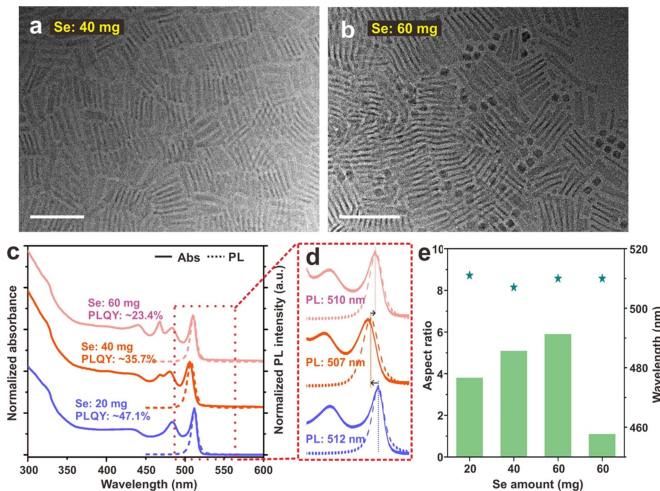 a
Se: 40 mg
b
Se: 60 mg
c
Abs
PL
Se: 60 mg
PLQY: ~23.4%
Se: 40 mg
PLQY: ~35.7%
Se: 20 mg
PLQY: ~47.1%
Normalized absorbance
Normalized PL intensity (a.u.)
300 350 400 450 500 550 600
Wavelength (nm)
d
PL: 510 nm
PL: 507 nm
PL: 512 nm
e
10
8
6
4
2
0
Aspect ratio
520
500
480
460
Wavelength (nm)
20 40 60 60
Se amount (mg)